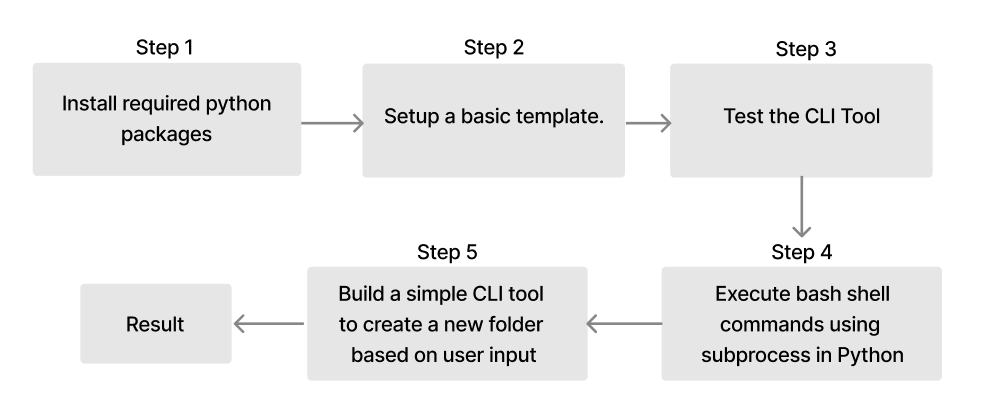 Step 1
Install required python
packages
Step 2
Setup a basic template.
Step 3
Test the CLI Tool
Step 4
Execute bash shell
commands using
subprocess in Python
Step 5
Build a simple CLI tool
to create a new folder
based on user input
Result